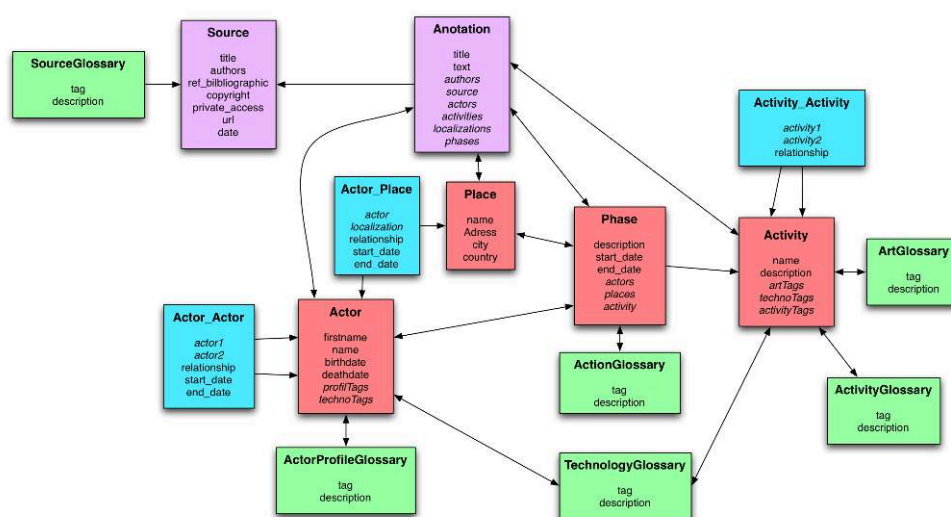 Source
title
authors
ref_bilbliographic
copyright
private_access
url
date
Anotation
title
text
authors
source
actors
activities
localizations
phases
SourceGlossary
tag
description
Activity_Activity
activity1
activity2
relationship
Actor_Place
actor
localization
relationship
start_date
end_date
Place
name
Adress
city
country
Phase
description
start_date
end_date
actors
places
activity
Activity
name
description
artTags
technoTags
activityTags
ArtGlossary
tag
description
Actor_Actor
actor1
actor2
relationship
start_date
end_date
Actor
firstname
name
birthdate
deathdate
profilTags
technoTags
ActionGlossary
tag
description
ActivityGlossary
tag
description
ActorProfileGlossary
tag
description
TechnologyGlossary
tag
description